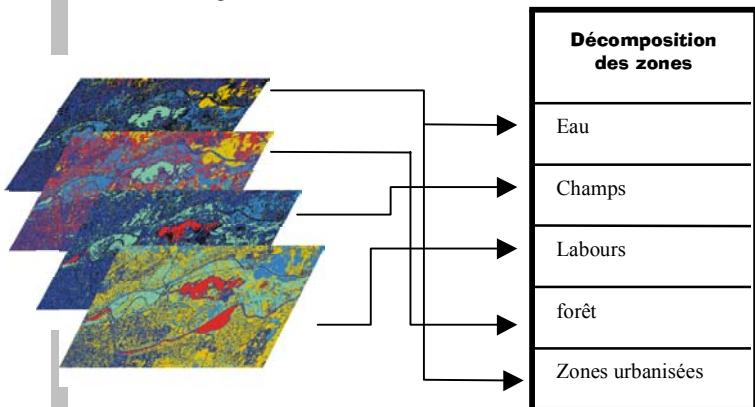 Décomposition
des zones
Eau
Champs
Labours
forêt
Zones urbanisées